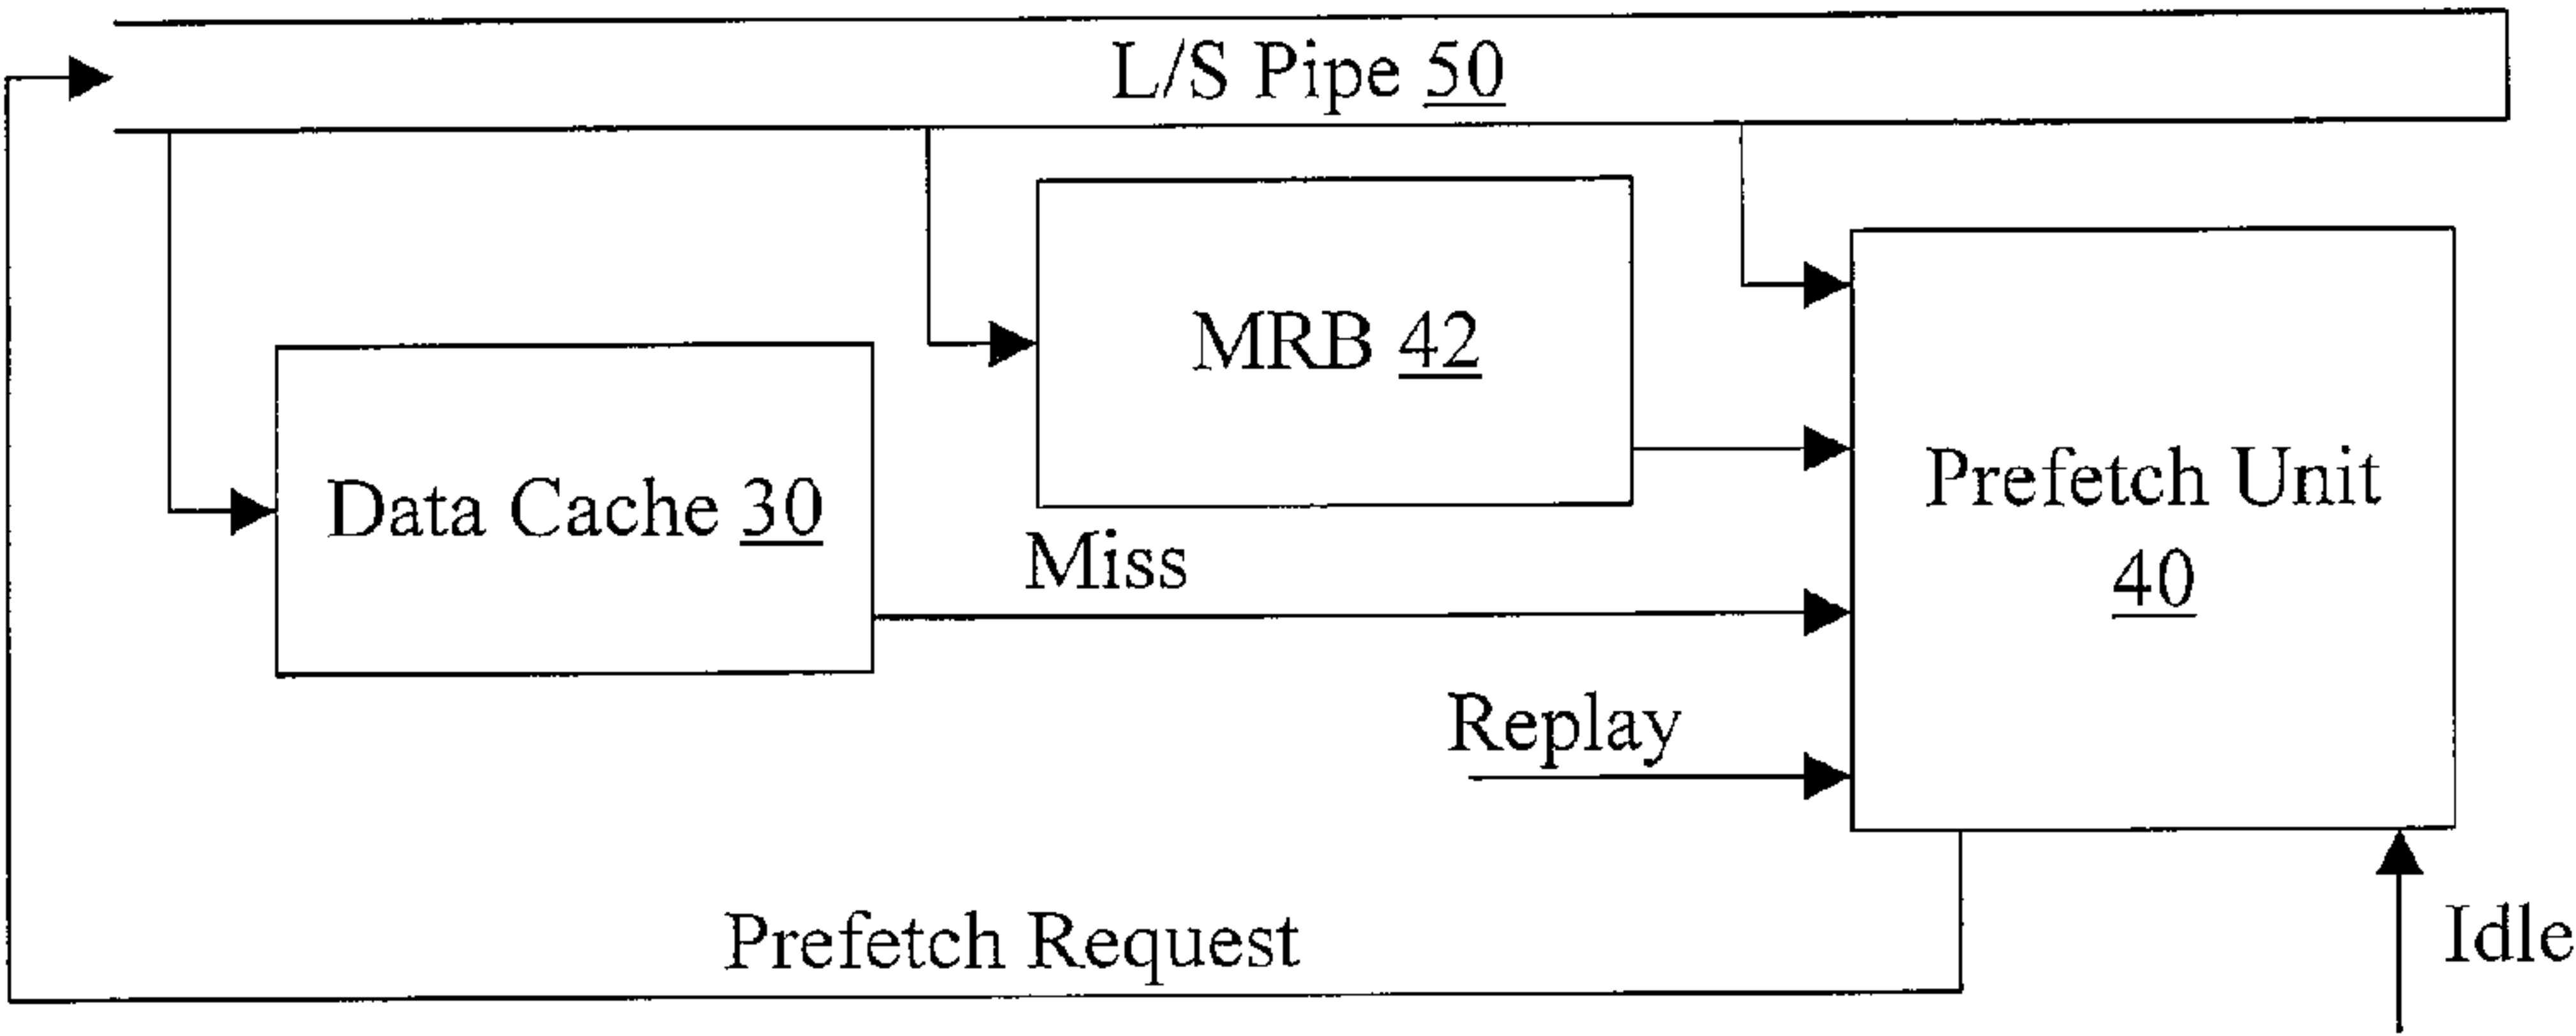 L/S Pipe 50
MRB 42
Data Cache 30
Prefetch Unit
40
Miss
Replay
Prefetch Request
Idle